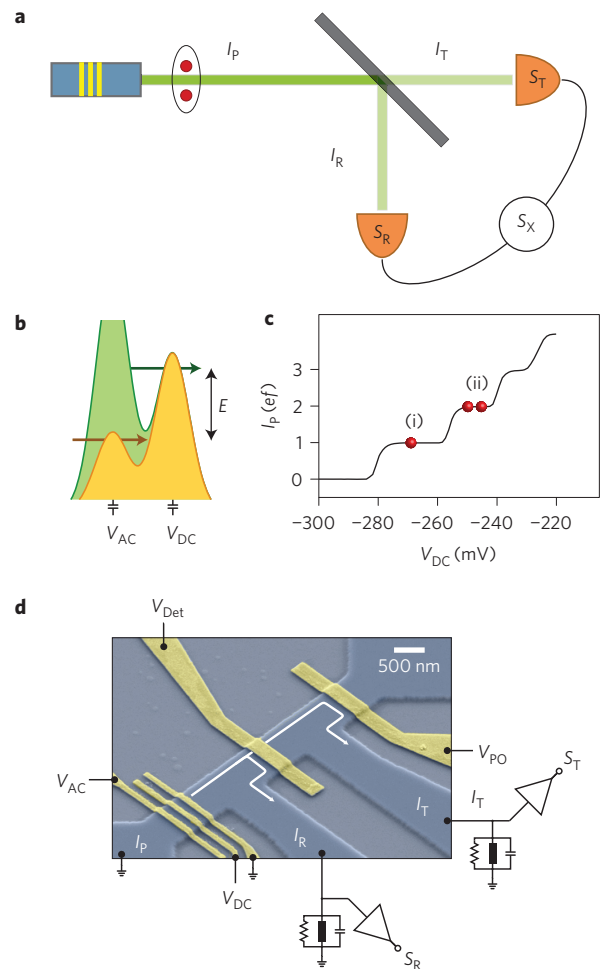 a
I_P
I_T
S_T
I_R
S_R
S_X
b
E
V_AC
V_DC
c
(i)
(ii)
I_P (ef)
3
2
1
0
−300 −280 −260 −240 −220
V_DC (mV)
d
V_Det
500 nm
V_AC
V_PO
S_T
I_T
I_T
I_P
I_R
V_DC
S_R